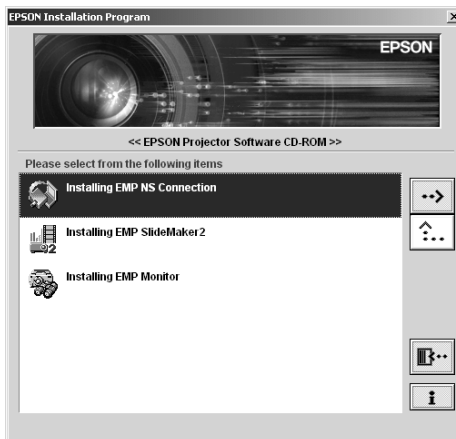 EPSON Installation Program
EPSON
<< EPSON Projector Software CD-ROM >>
Please select from the following items
Installing EMP NS Connection
Installing EMP SlideMaker2
2
Installing EMP Monitor